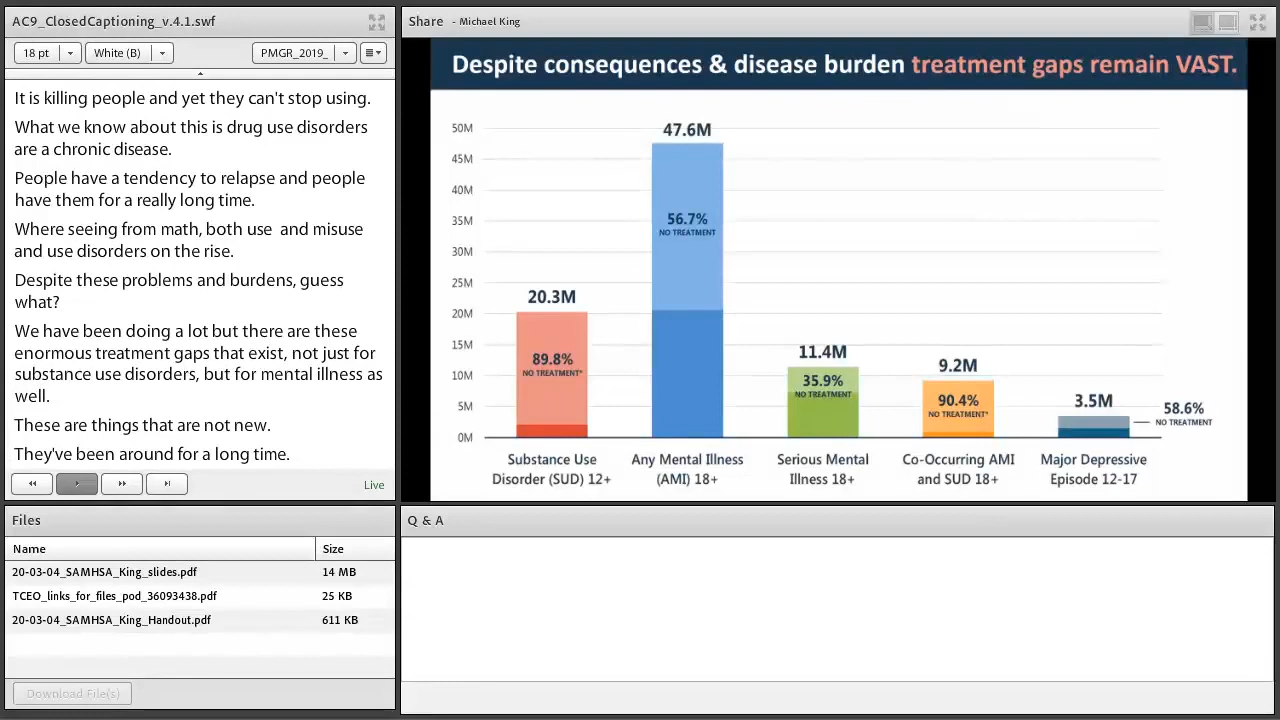 AC9_ClosedCaptioning_v.4.1.swf
18 pt
White (B)
PMGR_2019_
It is killing people and yet they can't stop using.
What we know about this is drug use disorders
are a chronic disease.
People have a tendency to relapse and people
have them for a really long time.
Where seeing from math, both use  and misuse
and use disorders on the rise.
Despite these problems and burdens, guess
what?
We have been doing a lot but there are these
enormous treatment gaps that exist, not just for
substance use disorders, but for mental illness as
well.
These are things that are not new.
They've been around for a long time.
Live
Files
Name Size
20-03-04_SAMHSA_King_slides.pdf 14 MB
TCEO_links_for_files_pod_36093438.pdf 25 KB
20-03-04_SAMHSA_King_Handout.pdf 611 KB
Download File(s)
Share - Michael King
Despite consequences & disease burden treatment gaps remain VAST.
50M
45M
40M
35M
30M
25M
20M
15M
10M
5M
0M
20.3M
89.8%
NO TREATMENT*
47.6M
56.7%
NO TREATMENT
11.4M
35.9%
NO TREATMENT
9.2M
90.4%
NO TREATMENT*
3.5M
58.6%
NO TREATMENT
Substance Use
Disorder (SUD) 12+
Any Mental Illness
(AMI) 18+
Serious Mental
Illness 18+
Co-Occurring AMI
and SUD 18+
Major Depressive
Episode 12-17
Q & A